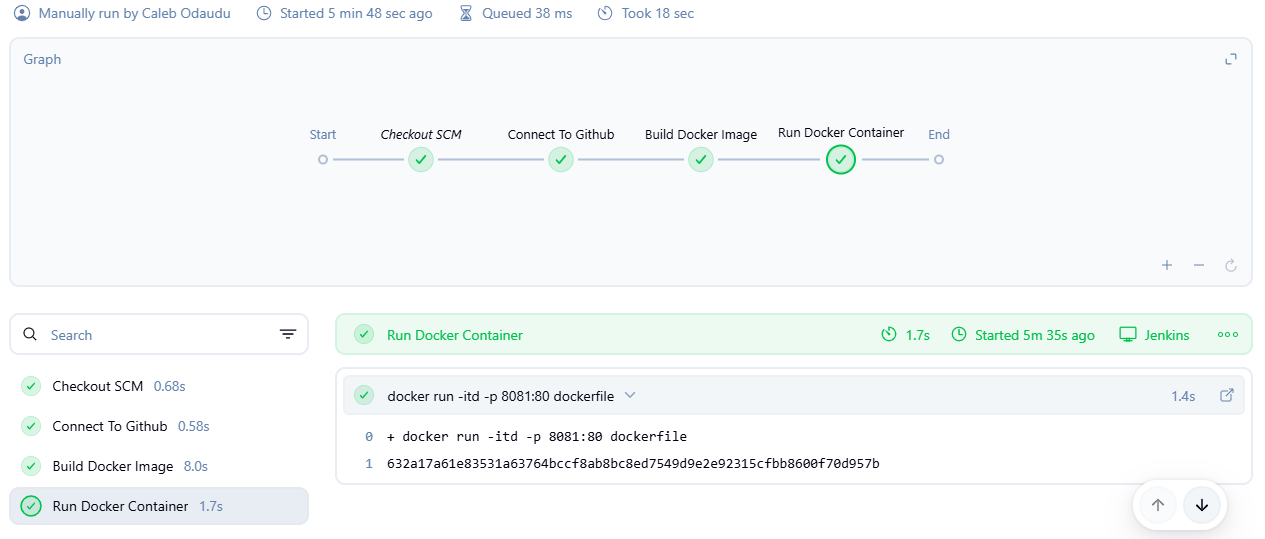 Manually run by Caleb Odaudu Started 5 min 48 sec ago Queued 38 ms Took 18 sec
Graph
Start Checkout SCM Connect To Github Build Docker Image Run Docker Container End
Search
Checkout SCM 0.68s
Connect To Github 0.58s
Build Docker Image 8.0s
Run Docker Container 1.7s
Run Docker Container 1.7s Started 5m 35s ago Jenkins
docker run -itd -p 8081:80 dockerfile 1.4s
0 + docker run -itd -p 8081:80 dockerfile
1 632a17a61e83531a63764bccf8ab8bc8ed7549d9e2e92315cfbb8600f70d957b